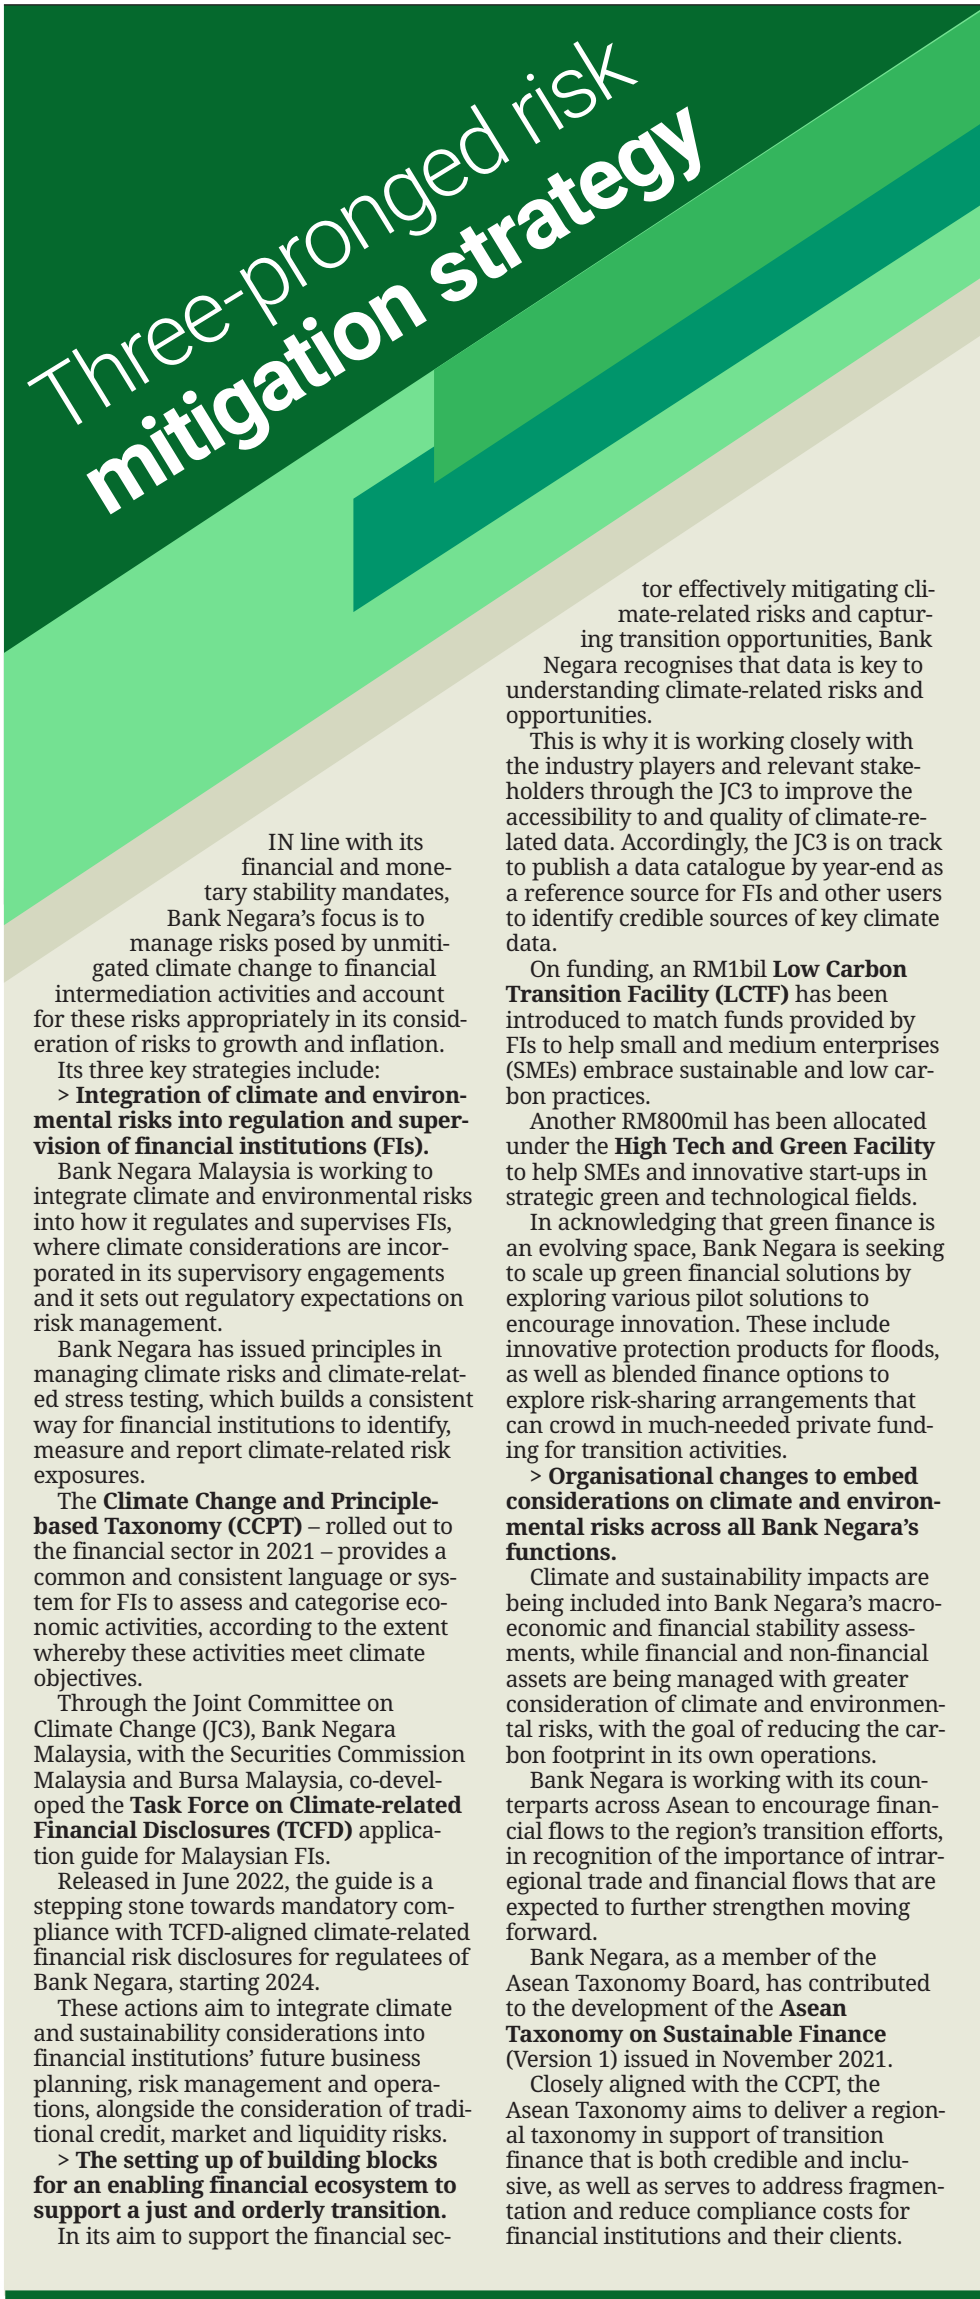 Three-pronged risk
mitigation strategy
IN line with its
financial and mone-
tary stability mandates,
Bank Negara’s focus is to
manage risks posed by unmiti-
gated climate change to financial
intermediation activities and account
for these risks appropriately in its consid-
eration of risks to growth and inflation.
Its three key strategies include:
> Integration of climate and environ-
mental risks into regulation and super-
vision of financial institutions (FIs).
Bank Negara Malaysia is working to
integrate climate and environmental risks
into how it regulates and supervises FIs,
where climate considerations are incor-
porated in its supervisory engagements
and it sets out regulatory expectations on
risk management.
Bank Negara has issued principles in
managing climate risks and climate-relat-
ed stress testing, which builds a consistent
way for financial institutions to identify,
measure and report climate-related risk
exposures.
The Climate Change and Principle-
based Taxonomy (CCPT) – rolled out to
the financial sector in 2021 – provides a
common and consistent language or sys-
tem for FIs to assess and categorise eco-
nomic activities, according to the extent
whereby these activities meet climate
objectives.
Through the Joint Committee on
Climate Change (JC3), Bank Negara
Malaysia, with the Securities Commission
Malaysia and Bursa Malaysia, co-devel-
oped the Task Force on Climate-related
Financial Disclosures (TCFD) applica-
tion guide for Malaysian FIs.
Released in June 2022, the guide is a
stepping stone towards mandatory com-
pliance with TCFD-aligned climate-related
financial risk disclosures for regulatees of
Bank Negara, starting 2024.
These actions aim to integrate climate
and sustainability considerations into
financial institutions’ future business
planning, risk management and opera-
tions, alongside the consideration of tradi-
tional credit, market and liquidity risks.
> The setting up of building blocks
for an enabling financial ecosystem to
support a just and orderly transition.
In its aim to support the financial sec-
tor effectively mitigating cli-
mate-related risks and captur-
ing transition opportunities, Bank
Negara recognises that data is key to
understanding climate-related risks and
opportunities.
This is why it is working closely with
the industry players and relevant stake-
holders through the JC3 to improve the
accessibility to and quality of climate-re-
lated data. Accordingly, the JC3 is on track
to publish a data catalogue by year-end as
a reference source for FIs and other users
to identify credible sources of key climate
data.
On funding, an RM1bil Low Carbon
Transition Facility (LCTF) has been
introduced to match funds provided by
FIs to help small and medium enterprises
(SMEs) embrace sustainable and low car-
bon practices.
Another RM800mil has been allocated
under the High Tech and Green Facility
to help SMEs and innovative start-ups in
strategic green and technological fields.
In acknowledging that green finance is
an evolving space, Bank Negara is seeking
to scale up green financial solutions by
exploring various pilot solutions to
encourage innovation. These include
innovative protection products for floods,
as well as blended finance options to
explore risk-sharing arrangements that
can crowd in much-needed private fund-
ing for transition activities.
> Organisational changes to embed
considerations on climate and environ-
mental risks across all Bank Negara’s
functions.
Climate and sustainability impacts are
being included into Bank Negara’s macro-
economic and financial stability assess-
ments, while financial and non-financial
assets are being managed with greater
consideration of climate and environmen-
tal risks, with the goal of reducing the car-
bon footprint in its own operations.
Bank Negara is working with its coun-
terparts across Asean to encourage finan-
cial flows to the region’s transition efforts,
in recognition of the importance of intrar-
egional trade and financial flows that are
expected to further strengthen moving
forward.
Bank Negara, as a member of the
Asean Taxonomy Board, has contributed
to the development of the Asean
Taxonomy on Sustainable Finance
(Version 1) issued in November 2021.
Closely aligned with the CCPT, the
Asean Taxonomy aims to deliver a region-
al taxonomy in support of transition
finance that is both credible and inclu-
sive, as well as serves to address fragmen-
tation and reduce compliance costs for
financial institutions and their clients.